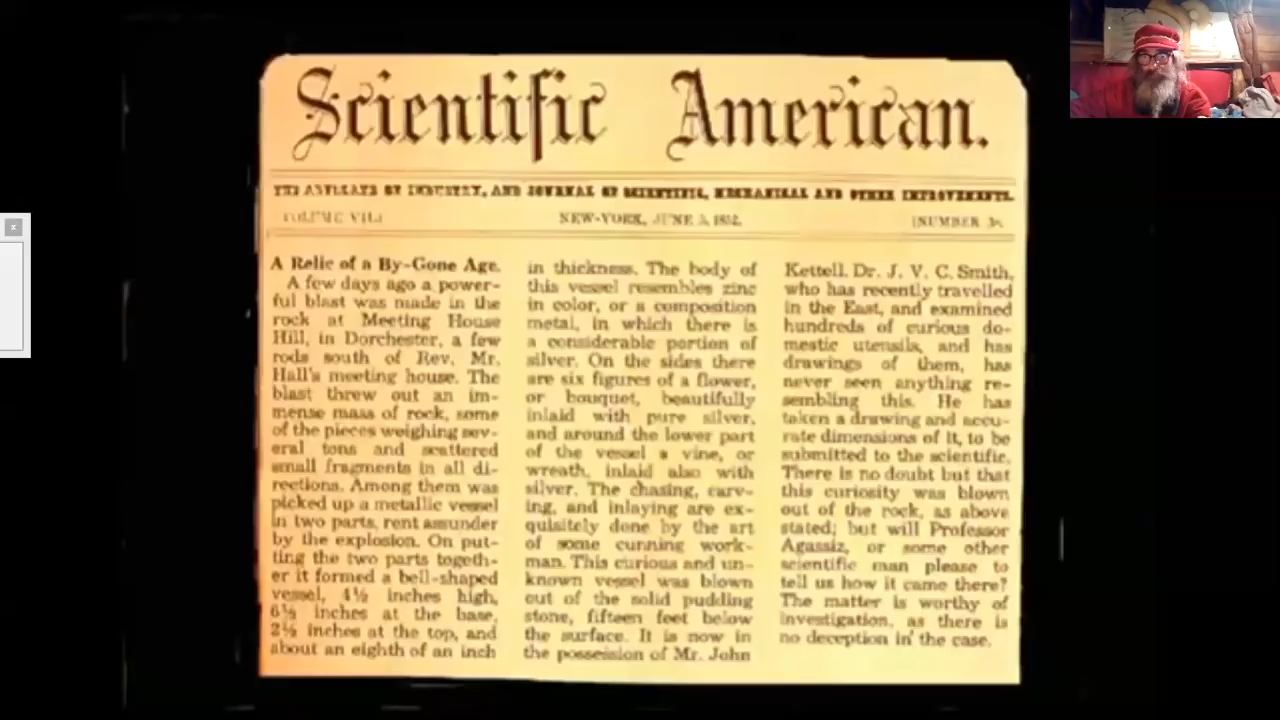 Scientific American.
THE ADVOCATE OF INDUSTRY, AND JOURNAL OF SCIENTIFIC, MECHANICAL AND OTHER IMPROVEMENTS.
VOLUME VII.]
NEW-YORK, JUNE 5, 1852.
[NUMBER
A Relic of a By-Gone Age.
A few days ago a power-
ful blast was made in the
rock at Meeting House
Hill, in Dorchester, a few
rods south of Rev. Mr.
Hall's meeting house. The
blast threw out an im-
mense mass of rock, some
of the pieces weighing sev-
eral tons and scattered
small fragments in all di-
rections. Among them was
picked up a metallic vessel
in two parts, rent assunder
by the explosion. On put-
ting the two parts togeth-
er it formed a bell-shaped
vessel, 4½ inches high,
6½ inches at the base,
2½ inches at the top, and
about an eighth of an inch
in thickness. The body of
this vessel resembles zinc
in color, or a composition
metal, in which there is
a considerable portion of
silver. On the sides there
are six figures of a flower,
or bouquet, beautifully
inlaid with pure silver,
and around the lower part
of the vessel a vine, or
wreath, inlaid also with
silver. The chasing, carv-
ing, and inlaying are ex-
quisitely done by the art
of some cunning work-
man. This curious and un-
known vessel was blown
out of the solid pudding
stone, fifteen feet below
the surface. It is now in
the possession of Mr. John
Kettell. Dr. J. V. C. Smith,
who has recently travelled
in the East, and examined
hundreds of curious do-
mestic utensils, and has
drawings of them, has
never seen anything re-
sembling this. He has
taken a drawing and accu-
rate dimensions of it, to be
submitted to the scientific.
There is no doubt but that
this curiosity was blown
out of the rock, as above
stated; but will Professor
Agassiz, or some other
scientific man please to
tell us how it came there?
The matter is worthy of
investigation, as there is
no deception in the case.